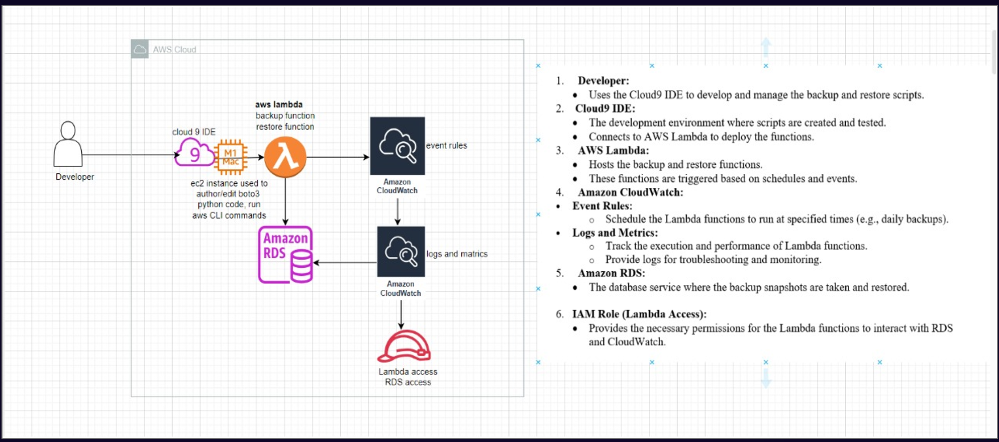 AWS Cloud
Developer
cloud 9 IDE
9
M1
Mac
ec2 instance used to
author/edit boto3
python code, run
aws CLI commands
aws lambda
backup function
restore function
λ
event rules
Amazon
CloudWatch
logs and matrics
Amazon
CloudWatch
Amazon
RDS
Lambda access
RDS access
1. Developer:
• Uses the Cloud9 IDE to develop and manage the backup and restore scripts.
2. Cloud9 IDE:
• The development environment where scripts are created and tested.
• Connects to AWS Lambda to deploy the functions.
3. AWS Lambda:
• Hosts the backup and restore functions.
• These functions are triggered based on schedules and events.
4. Amazon CloudWatch:
• Event Rules:
○ Schedule the Lambda functions to run at specified times (e.g., daily backups).
• Logs and Metrics:
○ Track the execution and performance of Lambda functions.
○ Provide logs for troubleshooting and monitoring.
5. Amazon RDS:
• The database service where the backup snapshots are taken and restored.
6. IAM Role (Lambda Access):
• Provides the necessary permissions for the Lambda functions to interact with RDS
and CloudWatch.